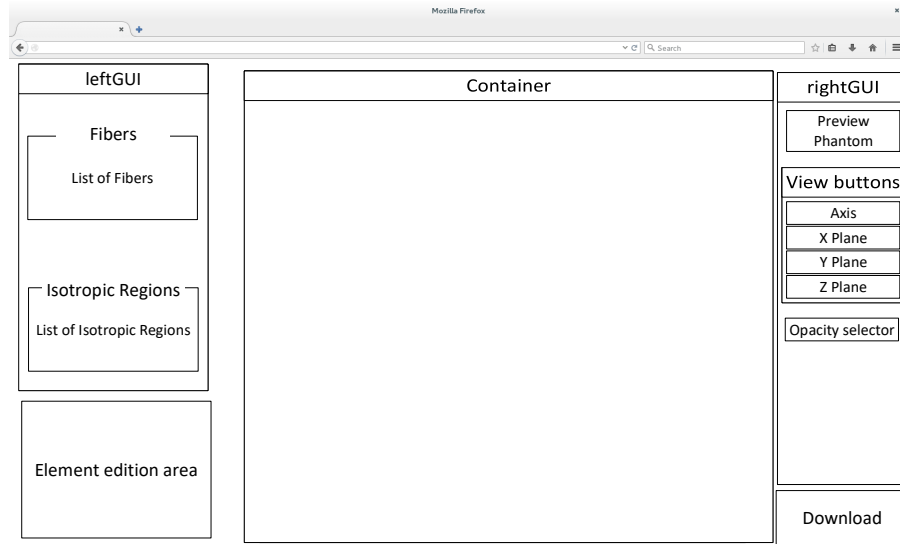 Mozilla Firefox
Search
leftGUI
Fibers
List of Fibers
Isotropic Regions
List of Isotropic Regions
Element edition area
Container
rightGUI
Preview
Phantom
View buttons
Axis
X Plane
Y Plane
Z Plane
Opacity selector
Download